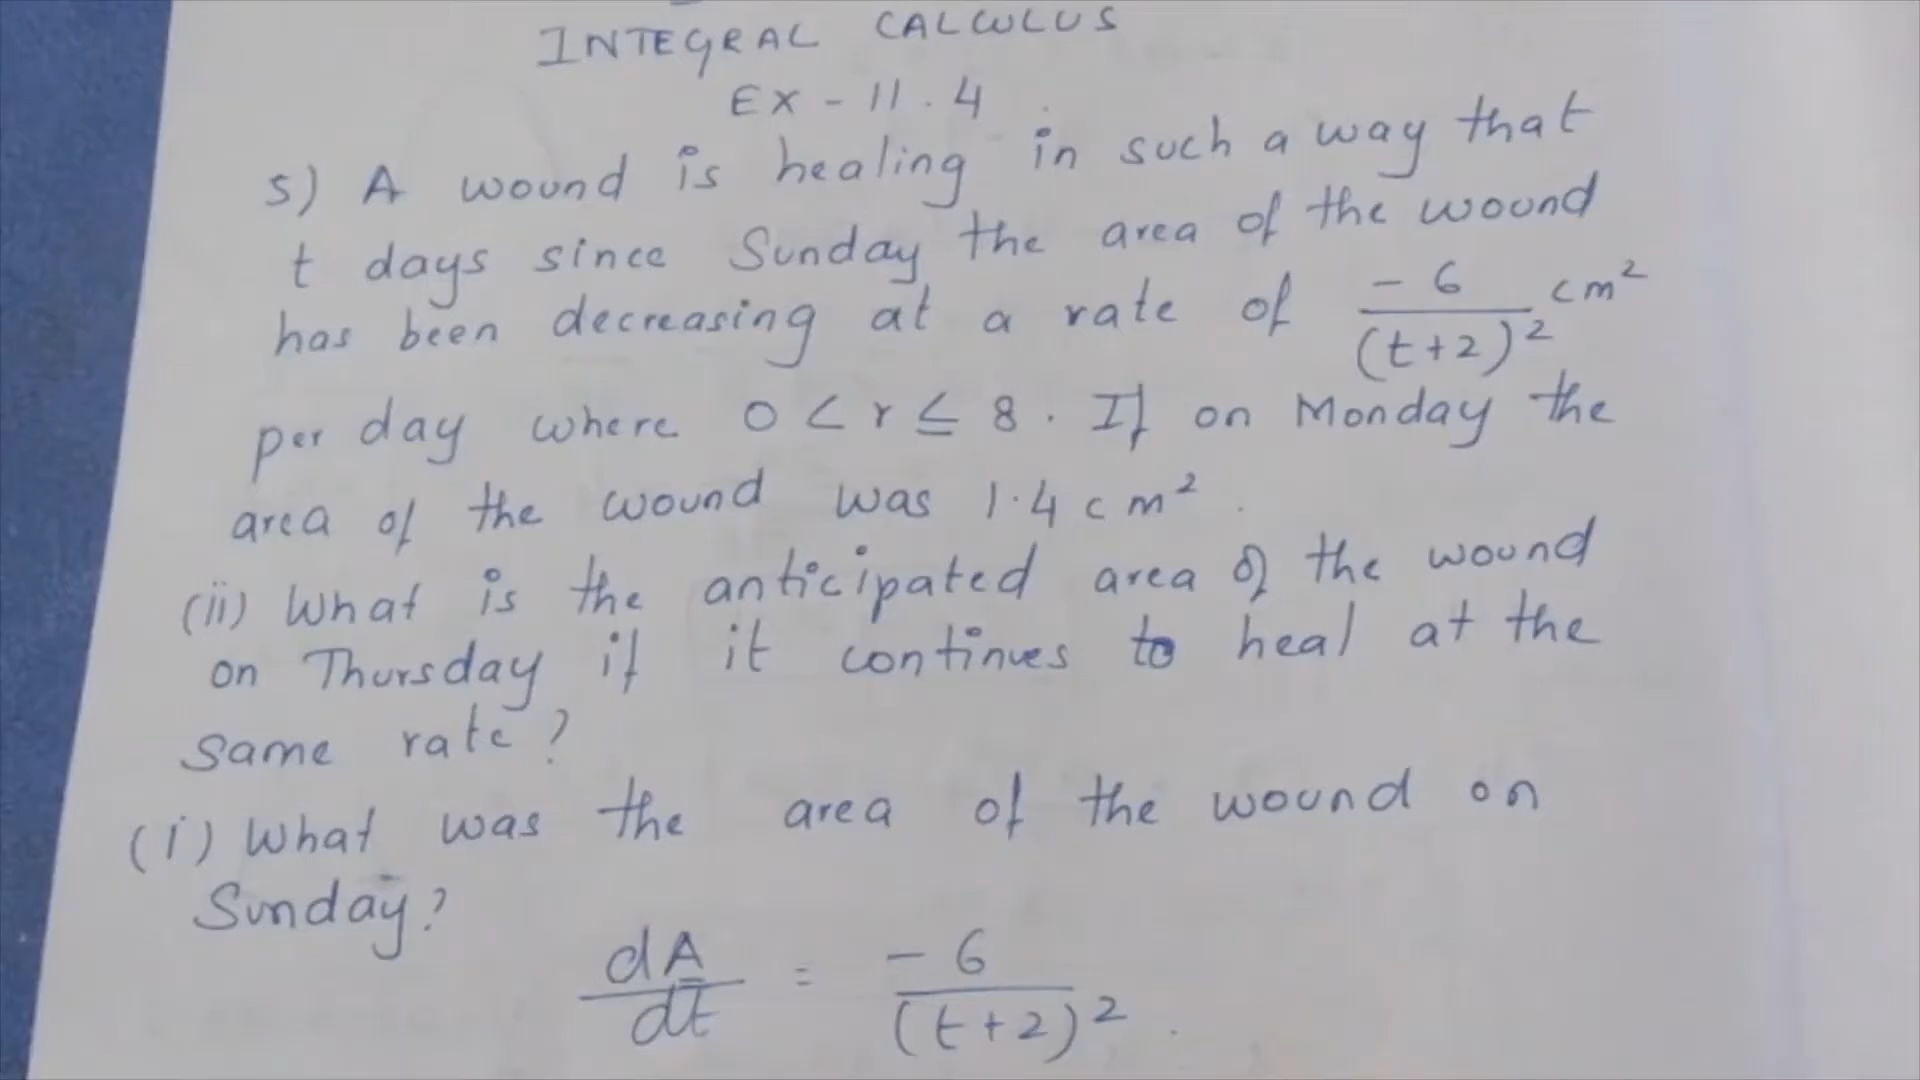 INTEGRAL CALCULUS
EX - 11.4
5) A wound is healing in such a way that
t days since Sunday the area of the wound
has been decreasing at a rate of -6/(t+2)² cm²
per day where 0 < r ≤ 8. If on Monday the
area of the wound was 1.4 cm².
(ii) What is the anticipated area of the wound
on Thursday if it continues to heal at the
same rate?
(i) What was the area of the wound on
Sunday?
dA/dt = -6/(t+2)².